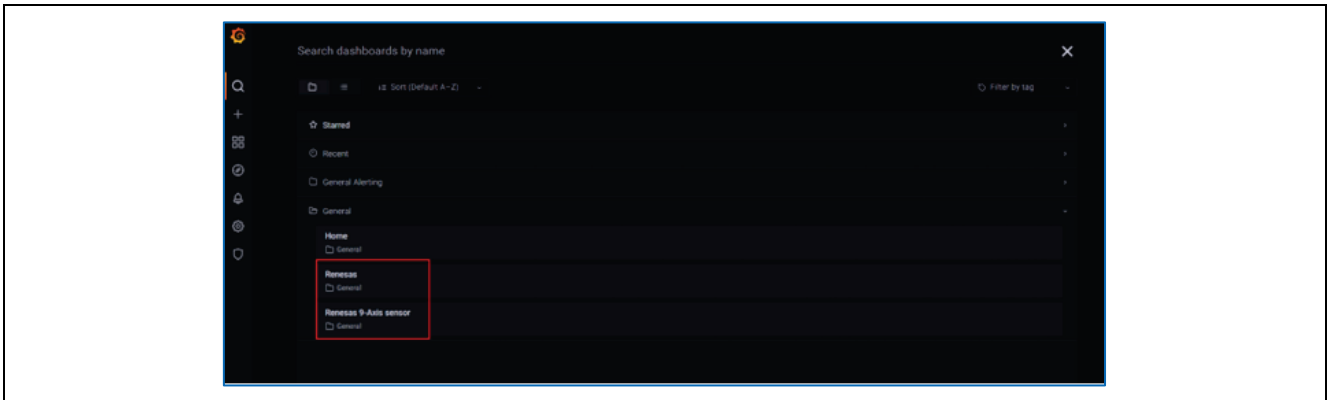 Search dashboards by name
Sort (Default A–Z)
Filter by tag
Starred
Recent
General Alerting
General
Home
General
Renesas
General
Renesas 9-Axis sensor
General